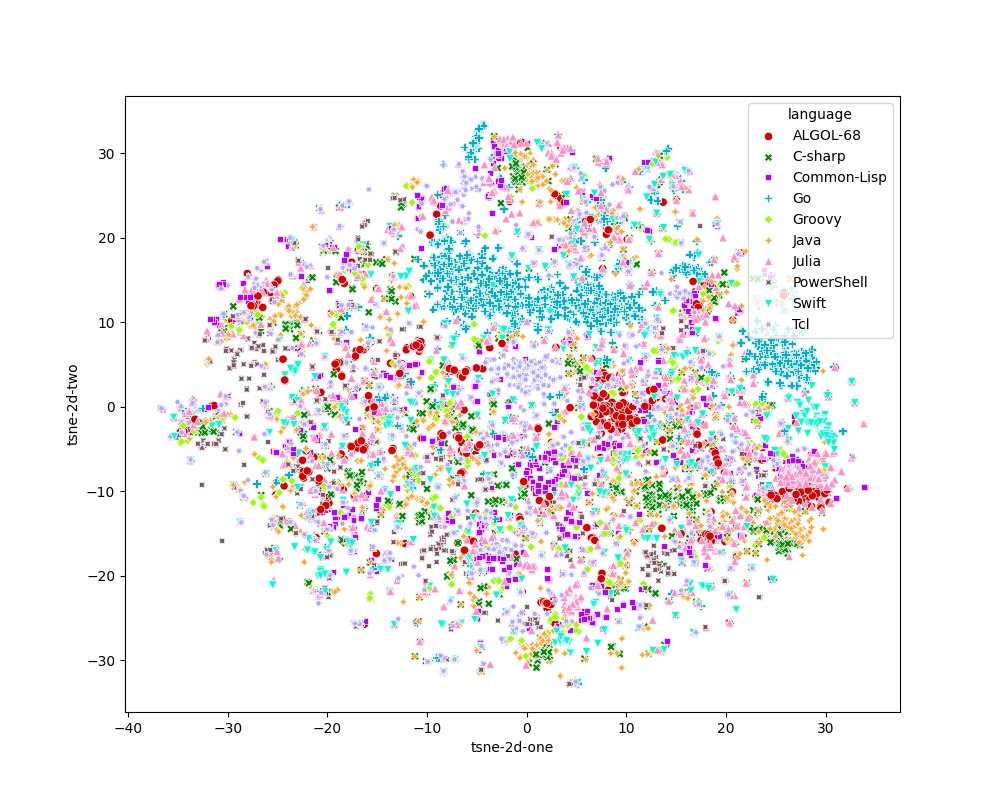 language
ALGOL-68
C-sharp
Common-Lisp
Go
Groovy
Java
Julia
PowerShell
Swift
Tcl
30
20
10
0
−10
−20
−30
−40
−30
−20
−10
0
10
20
30
tsne-2d-one
tsne-2d-two